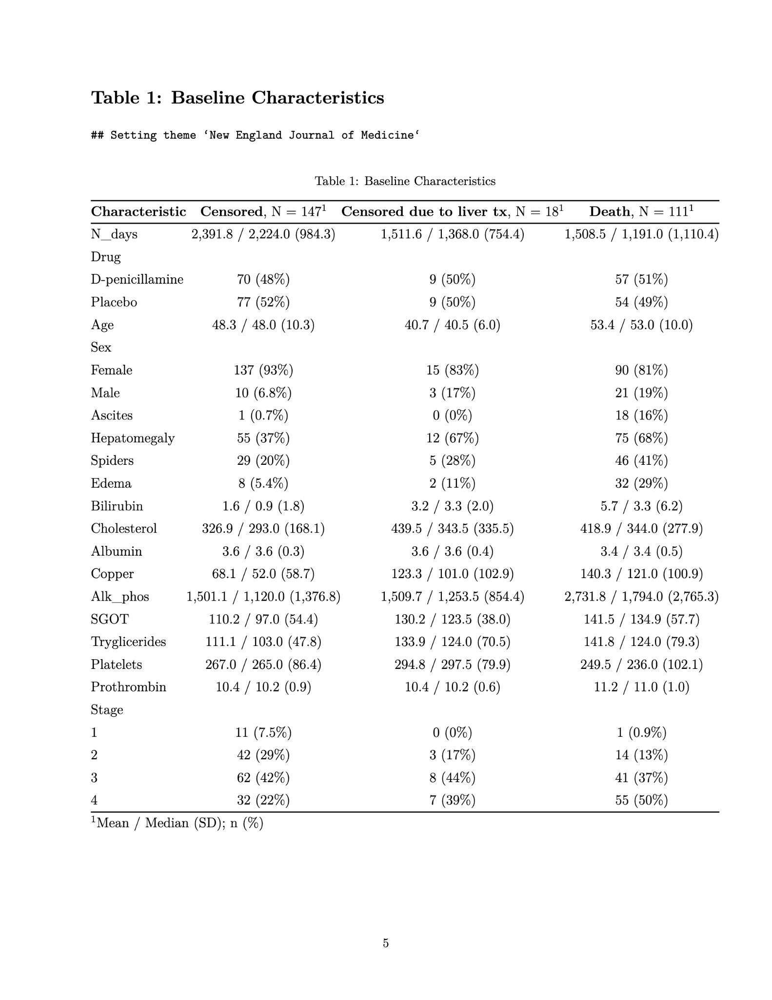 Table 1: Baseline Characteristics
## Setting theme ‘New England Journal of Medicine‘
Table 1: Baseline Characteristics
Characteristic Censored, N = 147¹ Censored due to liver tx, N = 18¹ Death, N = 111¹
N_days 2,391.8 / 2,224.0 (984.3) 1,511.6 / 1,368.0 (754.4) 1,508.5 / 1,191.0 (1,110.4)
Drug
D-penicillamine 70 (48%) 9 (50%) 57 (51%)
Placebo 77 (52%) 9 (50%) 54 (49%)
Age 48.3 / 48.0 (10.3) 40.7 / 40.5 (6.0) 53.4 / 53.0 (10.0)
Sex
Female 137 (93%) 15 (83%) 90 (81%)
Male 10 (6.8%) 3 (17%) 21 (19%)
Ascites 1 (0.7%) 0 (0%) 18 (16%)
Hepatomegaly 55 (37%) 12 (67%) 75 (68%)
Spiders 29 (20%) 5 (28%) 46 (41%)
Edema 8 (5.4%) 2 (11%) 32 (29%)
Bilirubin 1.6 / 0.9 (1.8) 3.2 / 3.3 (2.0) 5.7 / 3.3 (6.2)
Cholesterol 326.9 / 293.0 (168.1) 439.5 / 343.5 (335.5) 418.9 / 344.0 (277.9)
Albumin 3.6 / 3.6 (0.3) 3.6 / 3.6 (0.4) 3.4 / 3.4 (0.5)
Copper 68.1 / 52.0 (58.7) 123.3 / 101.0 (102.9) 140.3 / 121.0 (100.9)
Alk_phos 1,501.1 / 1,120.0 (1,376.8) 1,509.7 / 1,253.5 (854.4) 2,731.8 / 1,794.0 (2,765.3)
SGOT 110.2 / 97.0 (54.4) 130.2 / 123.5 (38.0) 141.5 / 134.9 (57.7)
Tryglicerides 111.1 / 103.0 (47.8) 133.9 / 124.0 (70.5) 141.8 / 124.0 (79.3)
Platelets 267.0 / 265.0 (86.4) 294.8 / 297.5 (79.9) 249.5 / 236.0 (102.1)
Prothrombin 10.4 / 10.2 (0.9) 10.4 / 10.2 (0.6) 11.2 / 11.0 (1.0)
Stage
1 11 (7.5%) 0 (0%) 1 (0.9%)
2 42 (29%) 3 (17%) 14 (13%)
3 62 (42%) 8 (44%) 41 (37%)
4 32 (22%) 7 (39%) 55 (50%)
¹Mean / Median (SD); n (%)
5